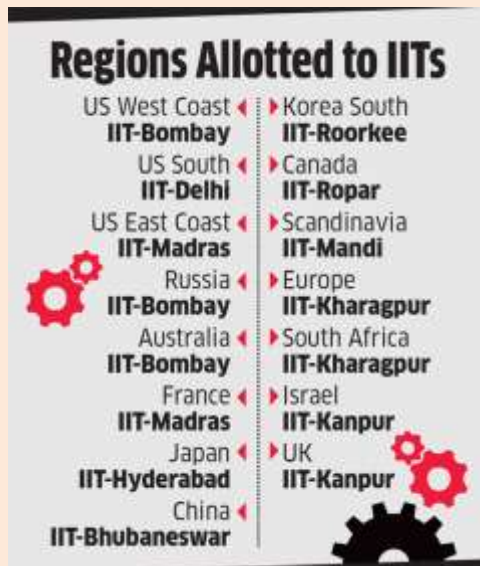 Regions Allotted to IITs
US West Coast
IIT-Bombay
US South
IIT-Delhi
US East Coast
IIT-Madras
Russia
IIT-Bombay
Australia
IIT-Bombay
France
IIT-Madras
Japan
IIT-Hyderabad
China
IIT-Bhubaneswar
Korea South
IIT-Roorkee
Canada
IIT-Ropar
Scandinavia
IIT-Mandi
Europe
IIT-Kharagpur
South Africa
IIT-Kharagpur
Israel
IIT-Kanpur
UK
IIT-Kanpur